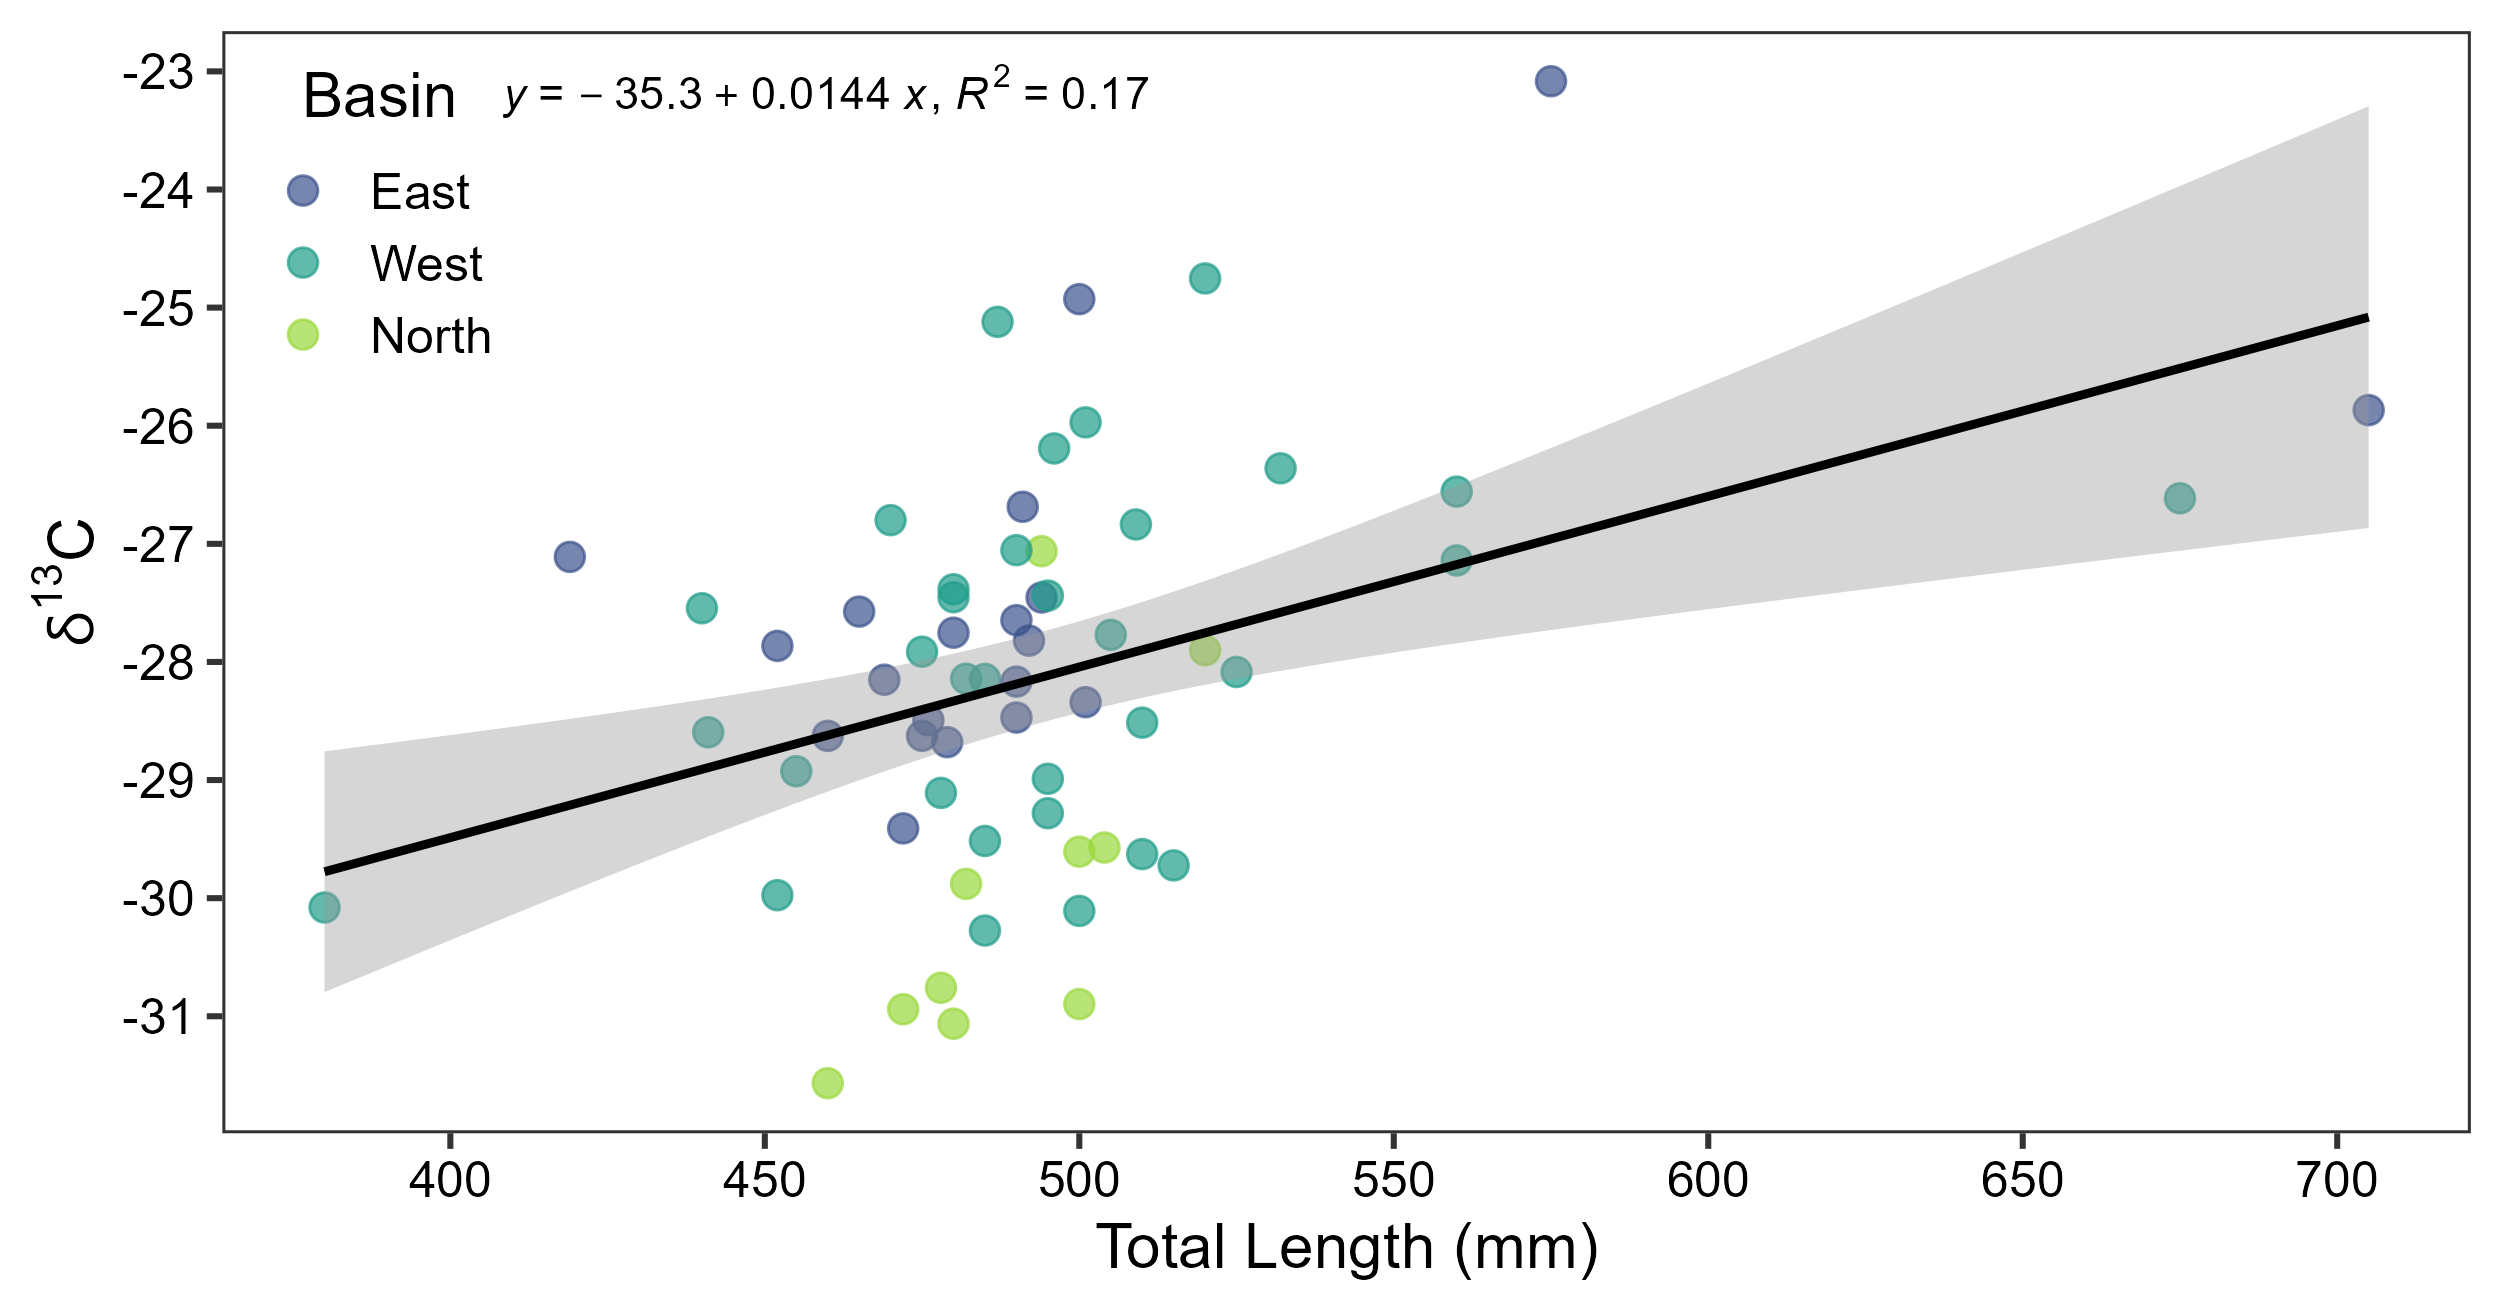 Basin
y = − 35.3 + 0.0144 x, R² = 0.17
East
West
North
-23
-24
-25
-26
-27
-28
-29
-30
-31
δ¹³C
400 450 500 550 600 650 700
Total Length (mm)